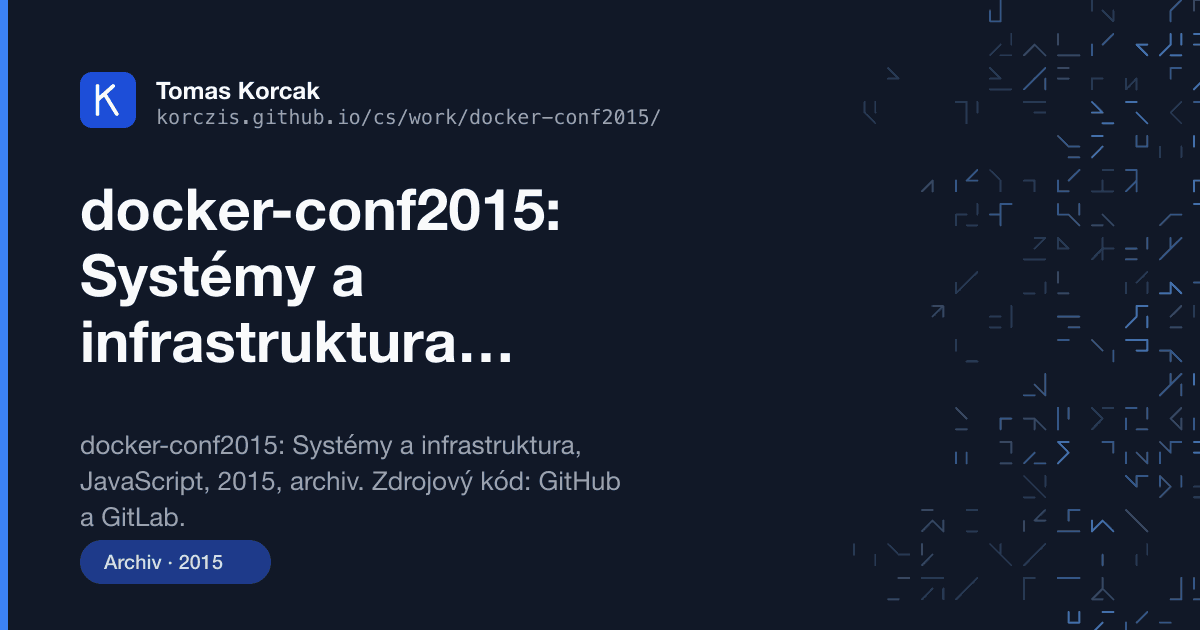 K
Tomas Korcak
korczis.github.io/cs/work/docker-conf2015/
docker-conf2015:
Systémy a
infrastruktura…
docker-conf2015: Systémy a infrastruktura,
JavaScript, 2015, archiv. Zdrojový kód: GitHub
a GitLab.
Archiv · 2015